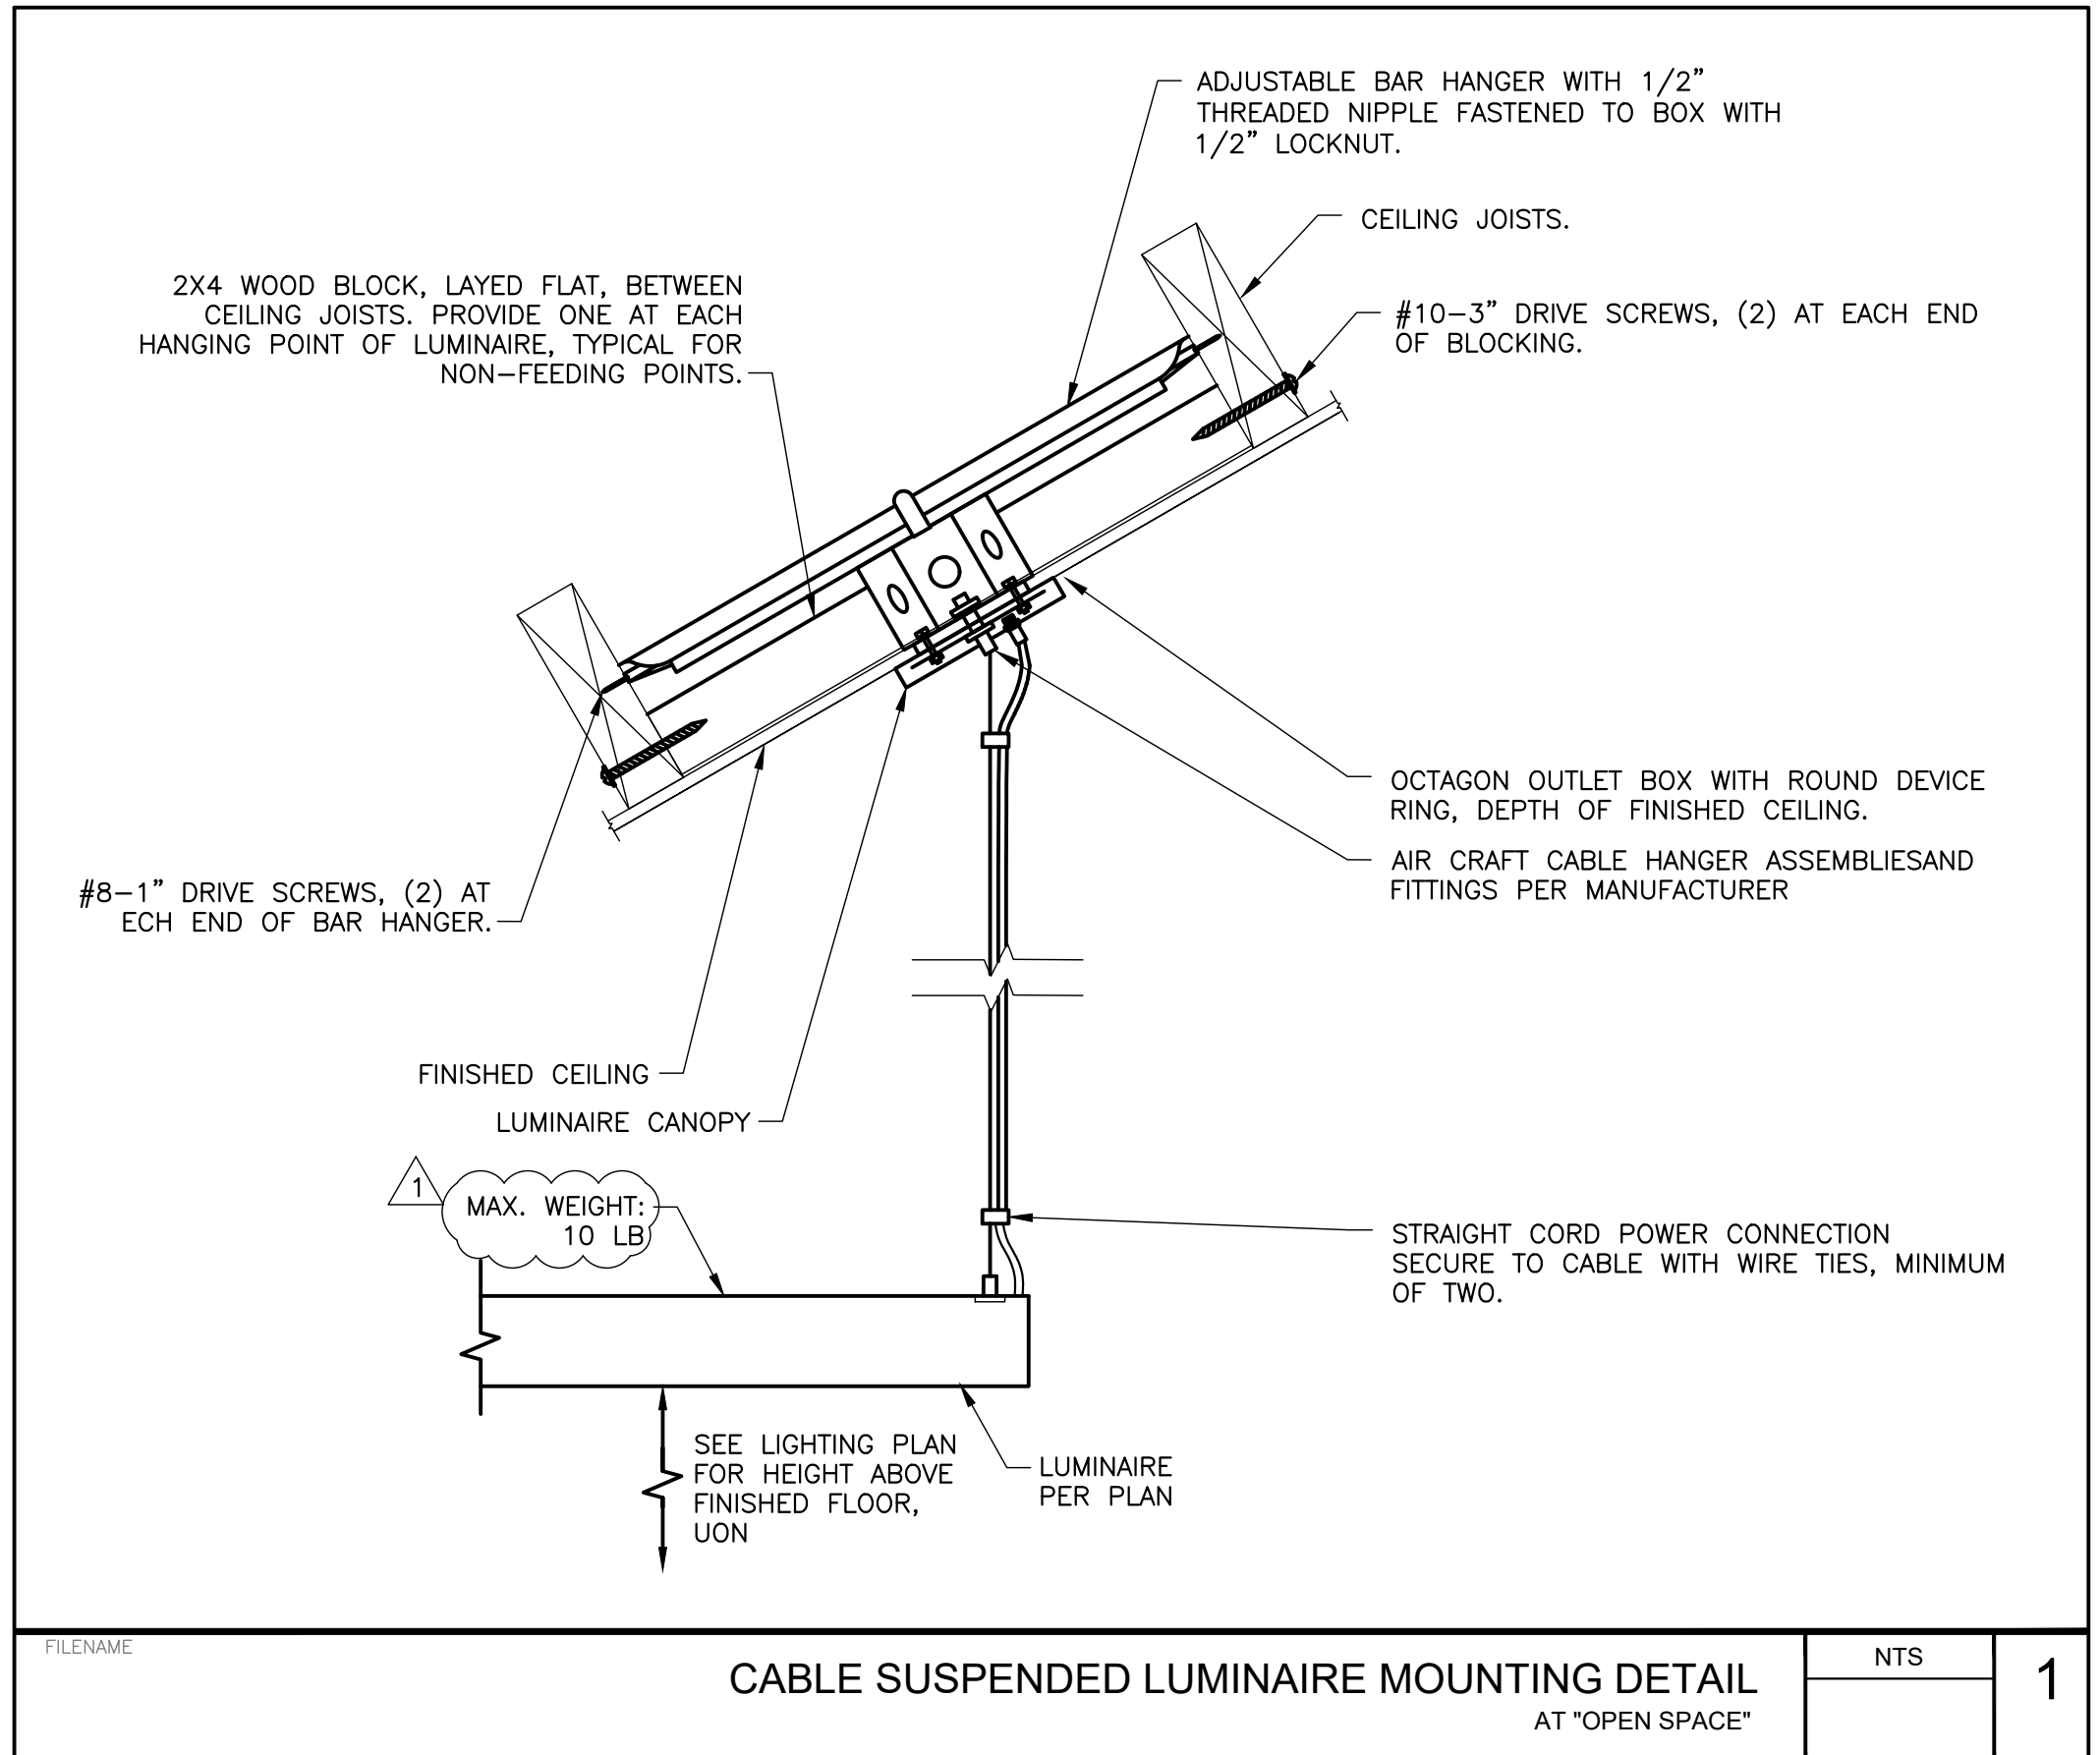 ADJUSTABLE BAR HANGER WITH 1/2"
THREADED NIPPLE FASTENED TO BOX WITH
1/2" LOCKNUT.
CEILING JOISTS.
2X4 WOOD BLOCK, LAYED FLAT, BETWEEN
CEILING JOISTS. PROVIDE ONE AT EACH
HANGING POINT OF LUMINAIRE, TYPICAL FOR
NON-FEEDING POINTS.
#10-3" DRIVE SCREWS, (2) AT EACH END
OF BLOCKING.
OCTAGON OUTLET BOX WITH ROUND DEVICE
RING, DEPTH OF FINISHED CEILING.
AIR CRAFT CABLE HANGER ASSEMBLIESAND
FITTINGS PER MANUFACTURER
#8-1" DRIVE SCREWS, (2) AT
ECH END OF BAR HANGER.
FINISHED CEILING
LUMINAIRE CANOPY
1
MAX. WEIGHT:
10 LB
STRAIGHT CORD POWER CONNECTION
SECURE TO CABLE WITH WIRE TIES, MINIMUM
OF TWO.
SEE LIGHTING PLAN
FOR HEIGHT ABOVE
FINISHED FLOOR,
UON
LUMINAIRE
PER PLAN
FILENAME
CABLE SUSPENDED LUMINAIRE MOUNTING DETAIL
AT "OPEN SPACE"
NTS
1